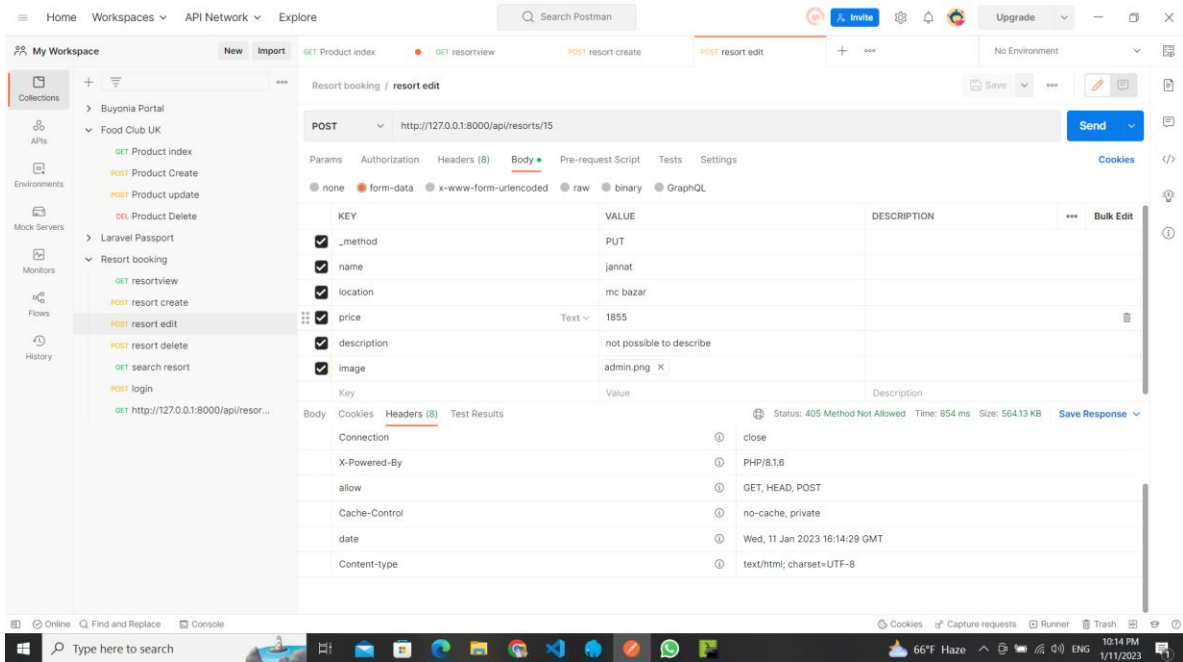 Home Workspaces API Network Explore Search Postman Invite Upgrade
My Workspace New Import GET Product index GET resortview POST resort create POST resort edit No Environment
Collections
APIs
Environments
Mock Servers
Monitors
Flows
History
Buyonia Portal
Food Club UK
GET Product index
POST Product Create
POST Product update
DEL Product Delete
Laravel Passport
Resort booking
GET resortview
POST resort create
POST resort edit
POST resort delete
GET search resort
POST login
GET http://127.0.0.1:8000/api/resor...
Resort booking / resort edit Save
POST http://127.0.0.1:8000/api/resorts/15 Send
Params Authorization Headers (8) Body Pre-request Script Tests Settings Cookies
none form-data x-www-form-urlencoded raw binary GraphQL
KEY VALUE DESCRIPTION Bulk Edit
_method PUT
name jannat
location mc bazar
price Text 1855
description not possible to describe
image admin.png
Key Value Description
Body Cookies Headers (8) Test Results Status: 405 Method Not Allowed Time: 854 ms Size: 564.13 KB Save Response
Connection close
X-Powered-By PHP/8.1.6
allow GET, HEAD, POST
Cache-Control no-cache, private
date Wed, 11 Jan 2023 16:14:29 GMT
Content-type text/html; charset=UTF-8
Online Find and Replace Console Cookies Capture requests Runner Trash
Type here to search 66°F Haze ENG 10:14 PM
1/11/2023